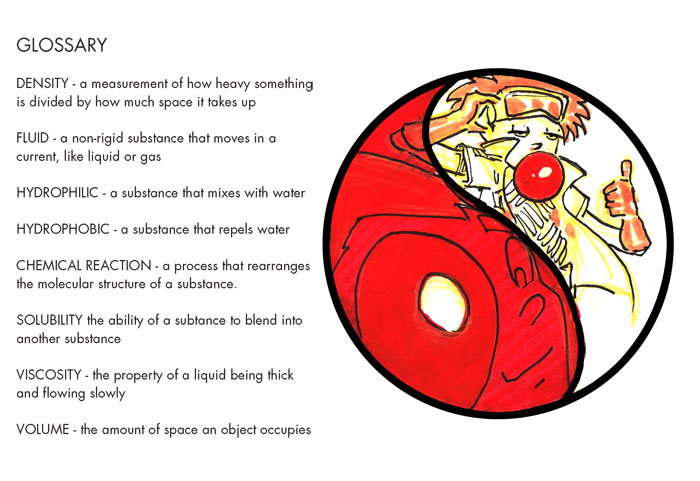 GLOSSARY
DENSITY - a measurement of how heavy something
is divided by how much space it takes up
FLUID - a non-rigid substance that moves in a
current, like liquid or gas
HYDROPHILIC - a substance that mixes with water
HYDROPHOBIC - a substance that repels water
CHEMICAL REACTION - a process that rearranges
the molecular structure of a substance.
SOLUBILITY the ability of a subtance to blend into
another substance
VISCOSITY - the property of a liquid being thick
and flowing slowly
VOLUME - the amount of space an object occupies